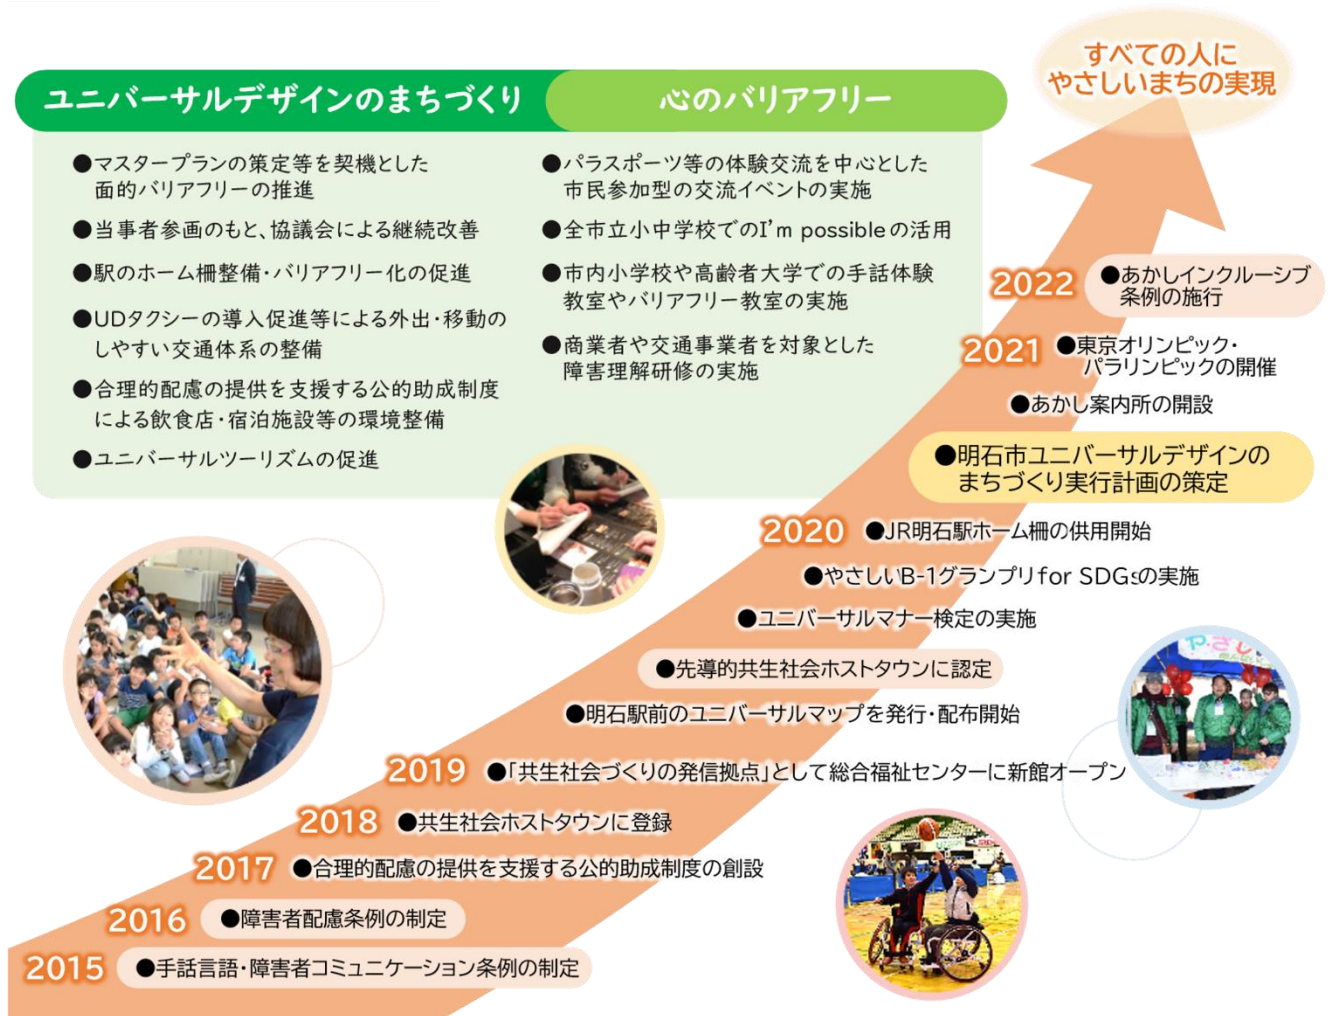 すべての人に
やさしいまちの実現
ユニバーサルデザインのまちづくり
●マスタープランの策定等を契機とした
面的バリアフリーの推進
●当事者参画のもと、協議会による継続改善
●駅のホーム柵整備・バリアフリー化の促進
●UDタクシーの導入促進等による外出・移動の
しやすい交通体系の整備
●合理的配慮の提供を支援する公的助成制度
による飲食店・宿泊施設等の環境整備
●ユニバーサルツーリズムの促進
心のバリアフリー
●パラスポーツ等の体験交流を中心とした
市民参加型の交流イベントの実施
●全市立小中学校でのI'm possibleの活用
●市内小学校や高齢者大学での手話体験
教室やバリアフリー教室の実施
●商業者や交通事業者を対象とした
障害理解研修の実施
2022 ●あかしインクルーシブ
条例の施行
2021 ●東京オリンピック・
パラリンピックの開催
●あかし案内所の開設
●明石市ユニバーサルデザインの
まちづくり実行計画の策定
2020 ●JR明石駅ホーム柵の供用開始
●やさしいB-1グランプリfor SDGsの実施
●ユニバーサルマナー検定の実施
●先導的共生社会ホストタウンに認定
●明石駅前のユニバーサルマップを発行・配布開始
2019 ●「共生社会づくりの発信拠点」として総合福祉センターに新館オープン
2018 ●共生社会ホストタウンに登録
2017 ●合理的配慮の提供を支援する公的助成制度の創設
2016 ●障害者配慮条例の制定
2015 ●手話言語・障害者コミュニケーション条例の制定
やさし